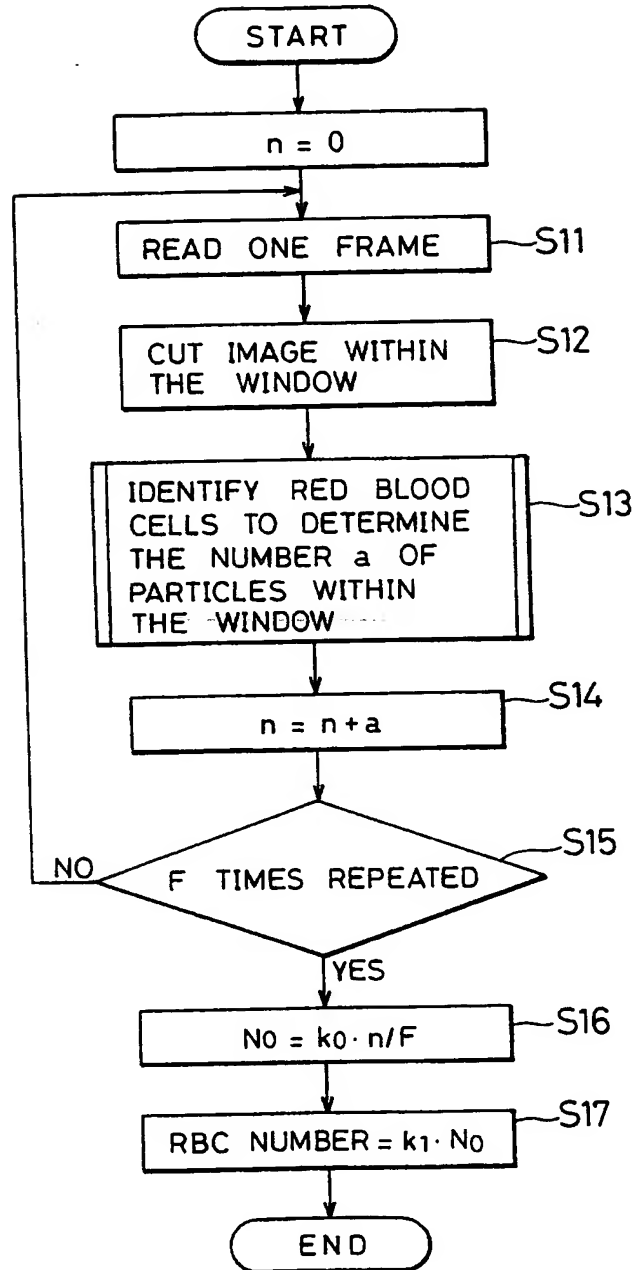 START
n = 0
READ ONE FRAME
S11
CUT IMAGE WITHIN
THE WINDOW
S12
IDENTIFY RED BLOOD
CELLS TO DETERMINE
THE NUMBER a OF
PARTICLES WITHIN
THE WINDOW
S13
n = n+a
S14
F TIMES REPEATED
S15
NO
YES
N0 = k0 · n/F
S16
RBC NUMBER = k1 · N0
S17
END